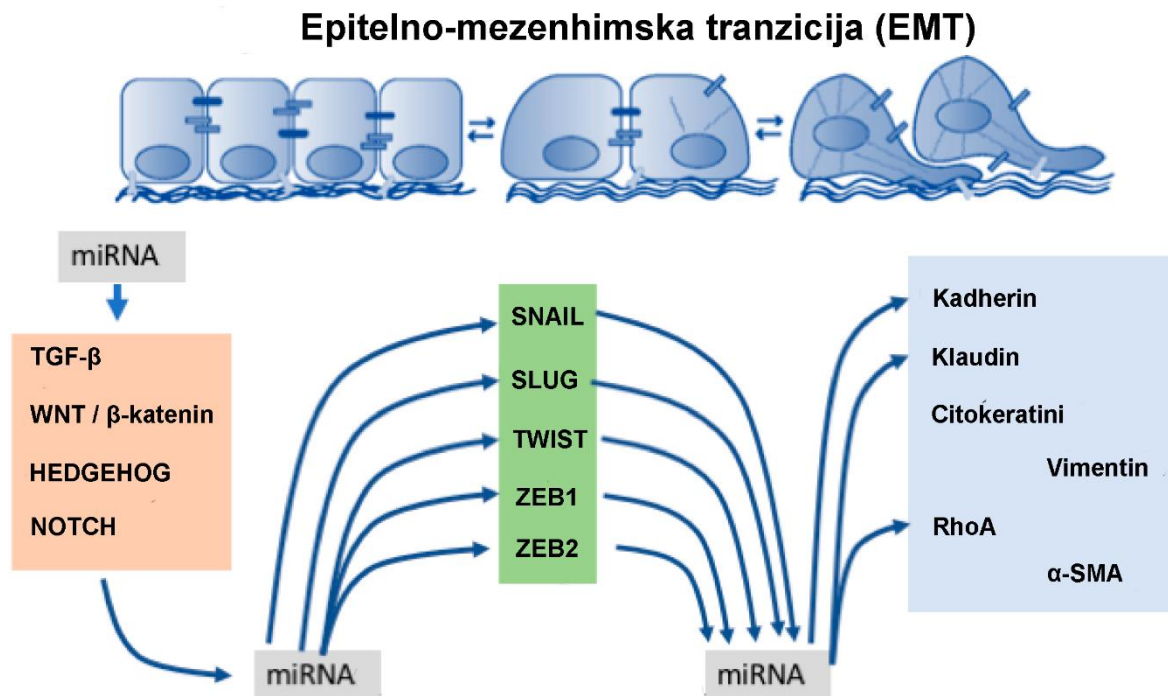 Epitelno-mezenhimska tranzicija (EMT)
miRNA
TGF-β
WNT / β-katenin
HEDGEHOG
NOTCH
miRNA
SNAIL
SLUG
TWIST
ZEB1
ZEB2
miRNA
Kadherin
Klaudin
Citokeratini
Vimentin
RhoA
α-SMA